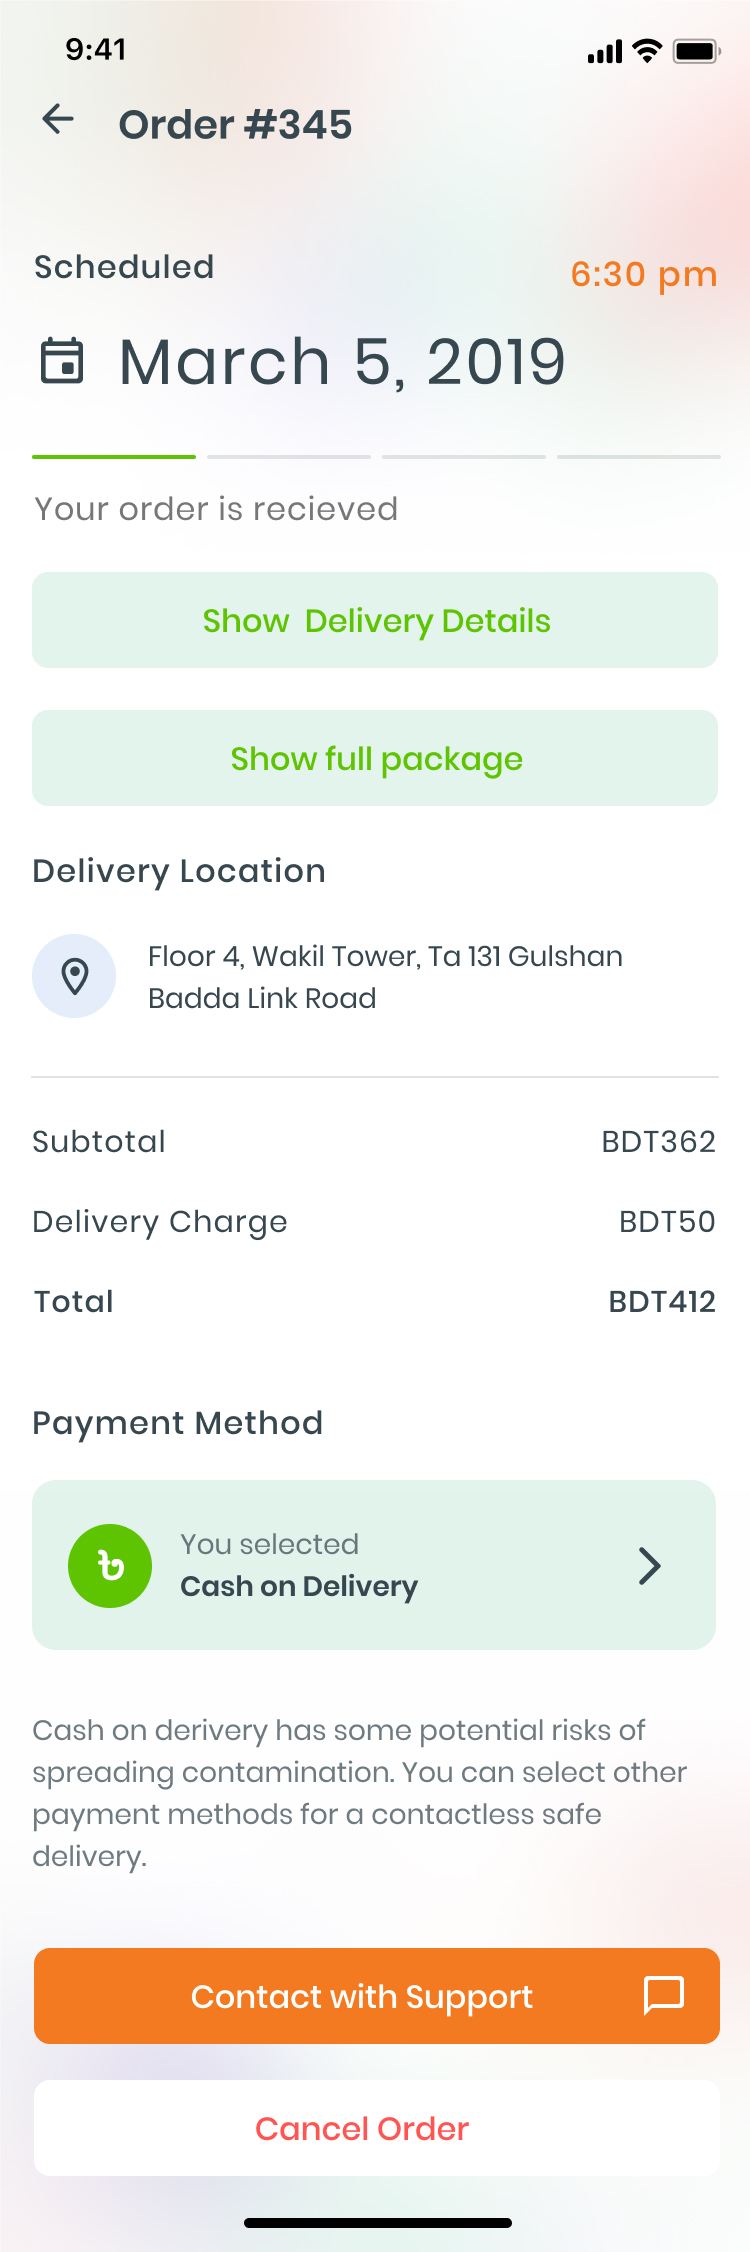 9:41
Order #345
Scheduled
6:30 pm
March 5, 2019
Your order is recieved
Show  Delivery Details
Show full package
Delivery Location
Floor 4, Wakil Tower, Ta 131 Gulshan
Badda Link Road
Subtotal BDT362
Delivery Charge BDT50
Total BDT412
Payment Method
৳
You selected
Cash on Delivery
Cash on derivery has some potential risks of
spreading contamination. You can select other
payment methods for a contactless safe
delivery.
Contact with Support
Cancel Order